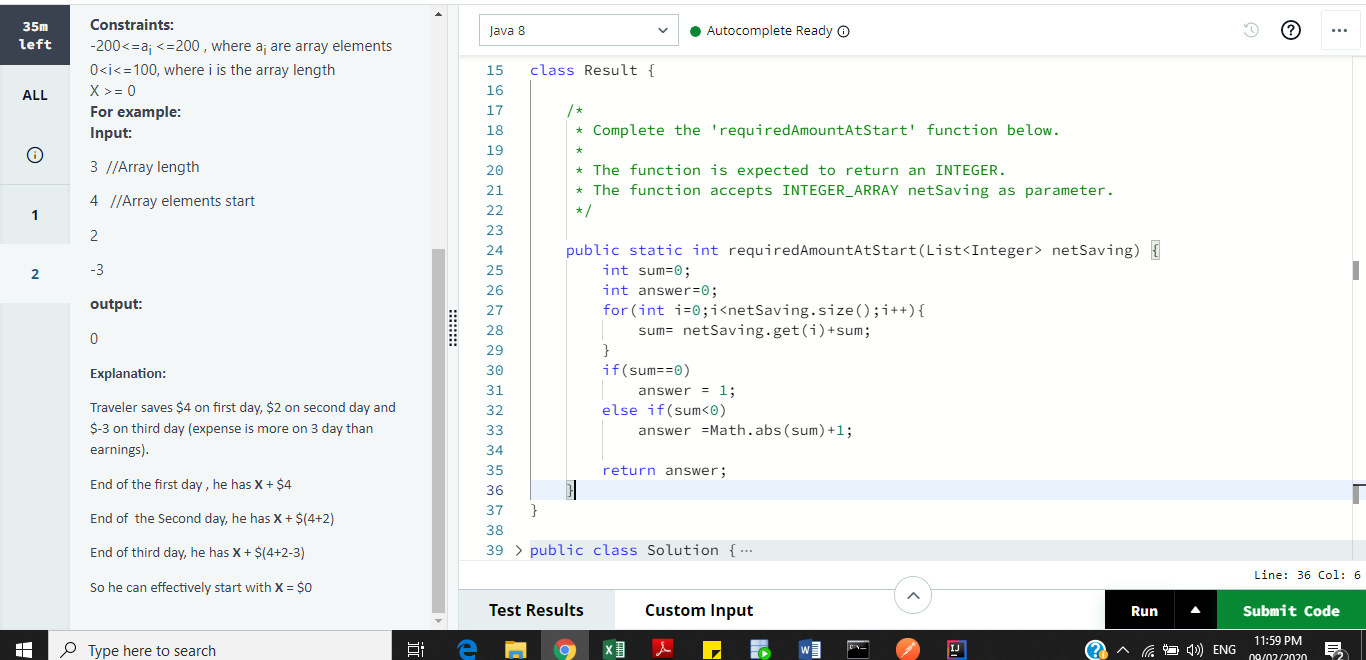 35m
left
ALL
1
2
Constraints:
-200<=ai <=200 , where ai are array elements
0<i<=100, where i is the array length
X >= 0
For example:
Input:
3 //Array length
4 //Array elements start
2
-3
output:
0
Explanation:
Traveler saves $4 on first day, $2 on second day and
$-3 on third day (expense is more on 3 day than
earnings).
End of the first day , he has X + $4
End of the Second day, he has X + $(4+2)
End of third day, he has X + $(4+2-3)
So he can effectively start with X = $0
Java 8
Autocomplete Ready
15 class Result {
16
17 /*
18 * Complete the 'requiredAmountAtStart' function below.
19 *
20 * The function is expected to return an INTEGER.
21 * The function accepts INTEGER_ARRAY netSaving as parameter.
22 */
23
24 public static int requiredAmountAtStart(List<Integer> netSaving) {
25 int sum=0;
26 int answer=0;
27 for(int i=0;i<netSaving.size();i++){
28 sum= netSaving.get(i)+sum;
29 }
30 if(sum==0)
31 answer = 1;
32 else if(sum<0)
33 answer =Math.abs(sum)+1;
34
35 return answer;
36 }
37 }
38
39 > public class Solution { ...
Line: 36 Col: 6
Test Results
Custom Input
Run
Submit Code
Type here to search
ENG
11:59 PM
09/02/2020
2